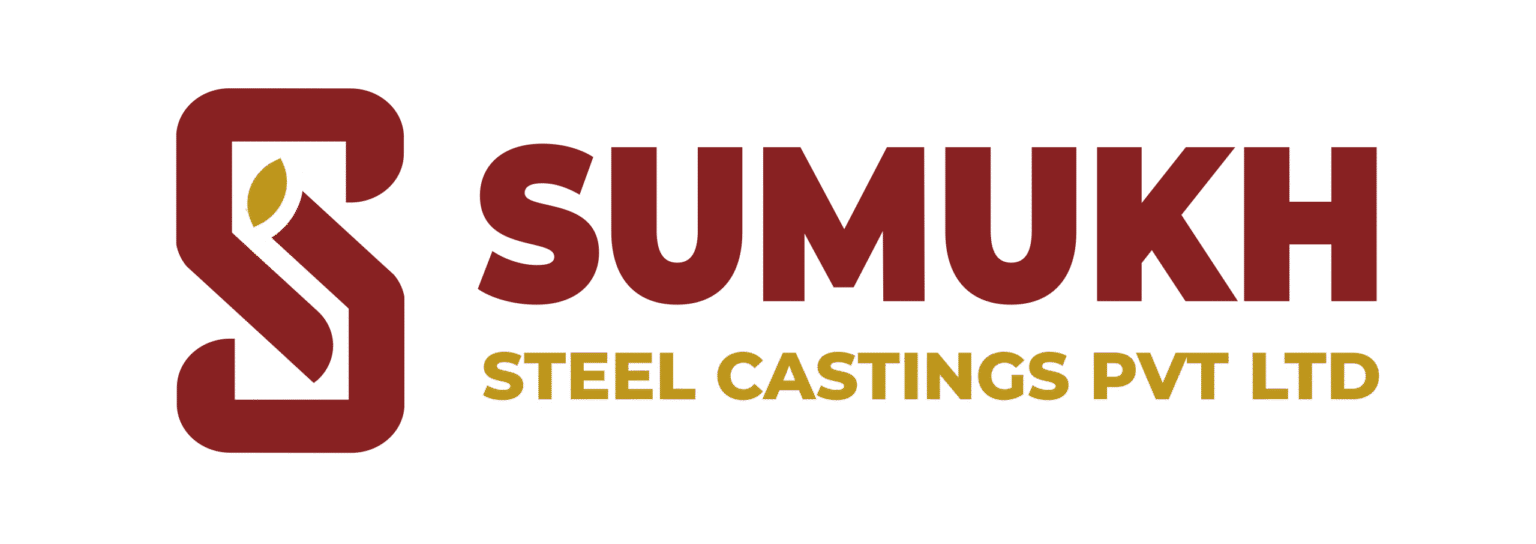 SUMUKH
STEEL CASTINGS PVT LTD